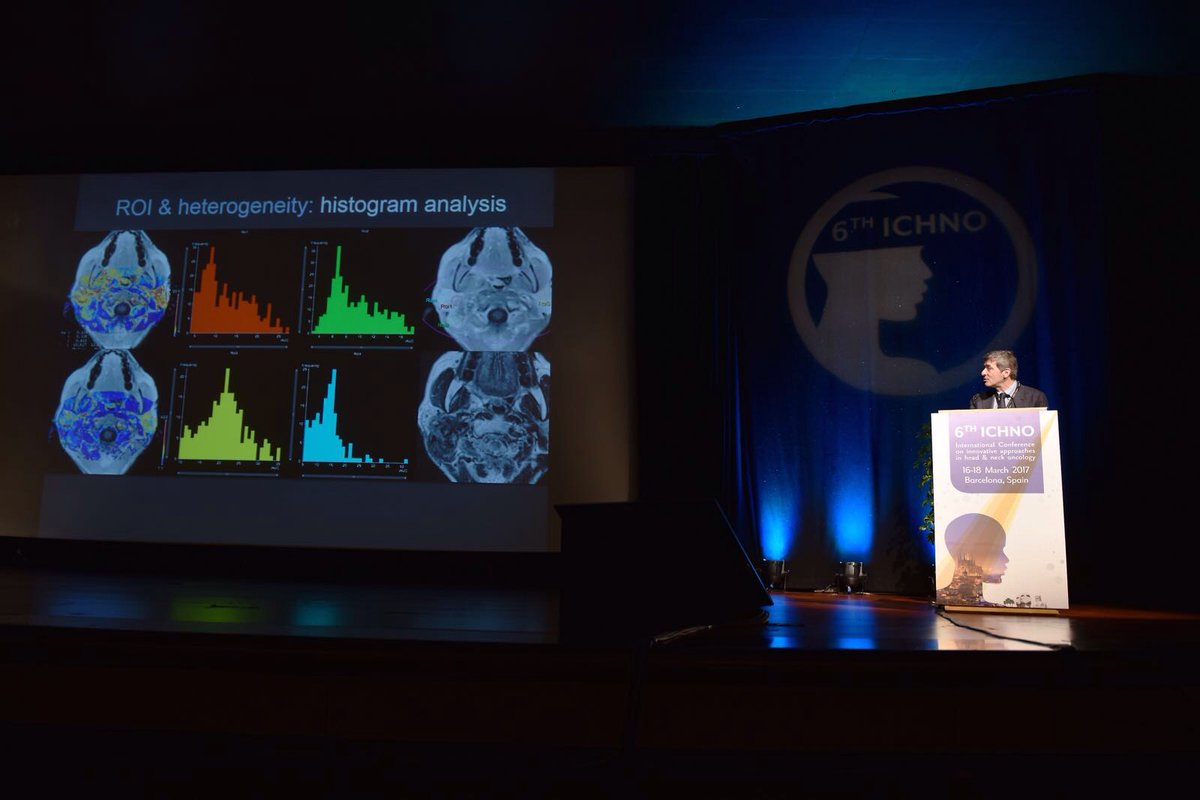 ROI & heterogeneity: histogram analysis
6TH ICHNO
6TH ICHNO
International Conference
on innovative approaches
in head & neck oncology
16-18 March 2017
Barcelona, Spain